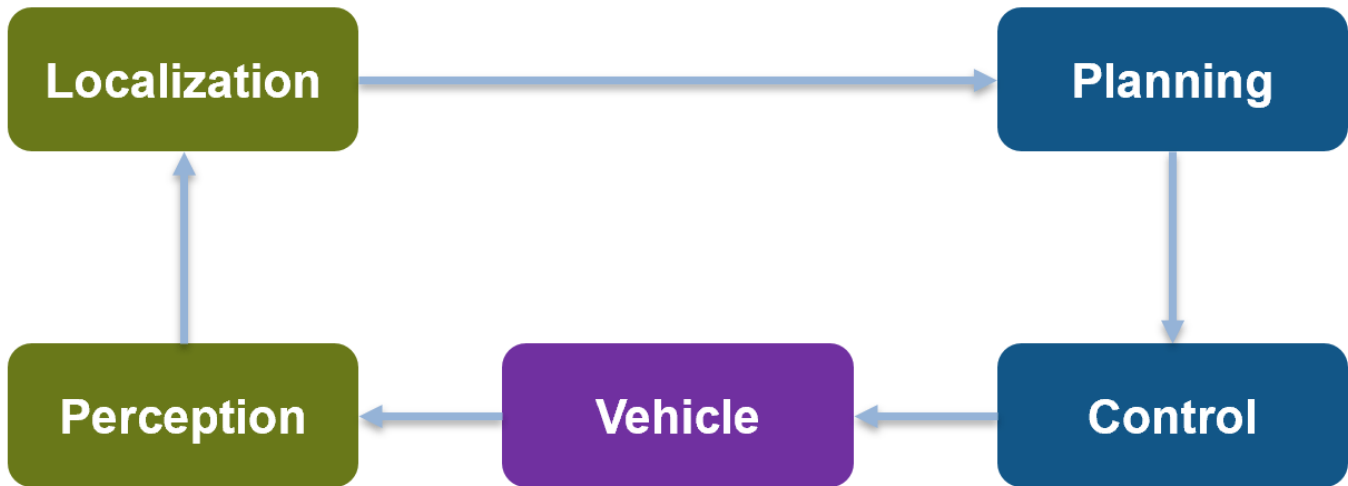 Localization
Planning
Perception
Vehicle
Control